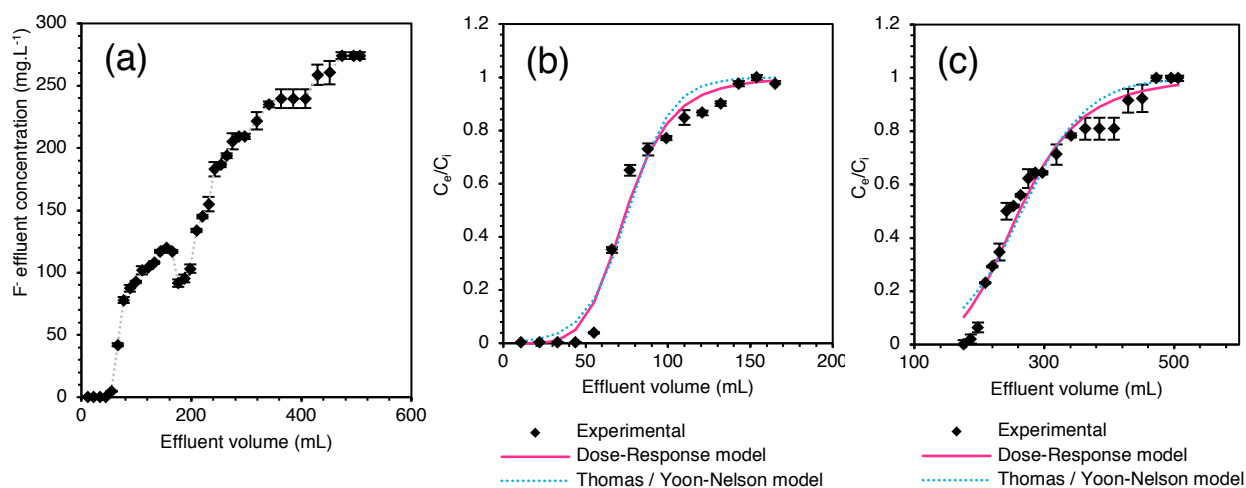 (a)
300
250
200
150
100
50
0
0 200 400 600
F- effluent concentration (mg.L-1)
Effluent volume (mL)
(b)
1.2
1
0.8
0.6
0.4
0.2
0
0 50 100 150 200
Ce/Ci
Effluent volume (mL)
Experimental
Dose-Response model
Thomas / Yoon-Nelson model
(c)
1.2
1
0.8
0.6
0.4
0.2
0
100 300 500
Ce/Ci
Effluent volume (mL)
Experimental
Dose-Response model
Thomas / Yoon-Nelson model